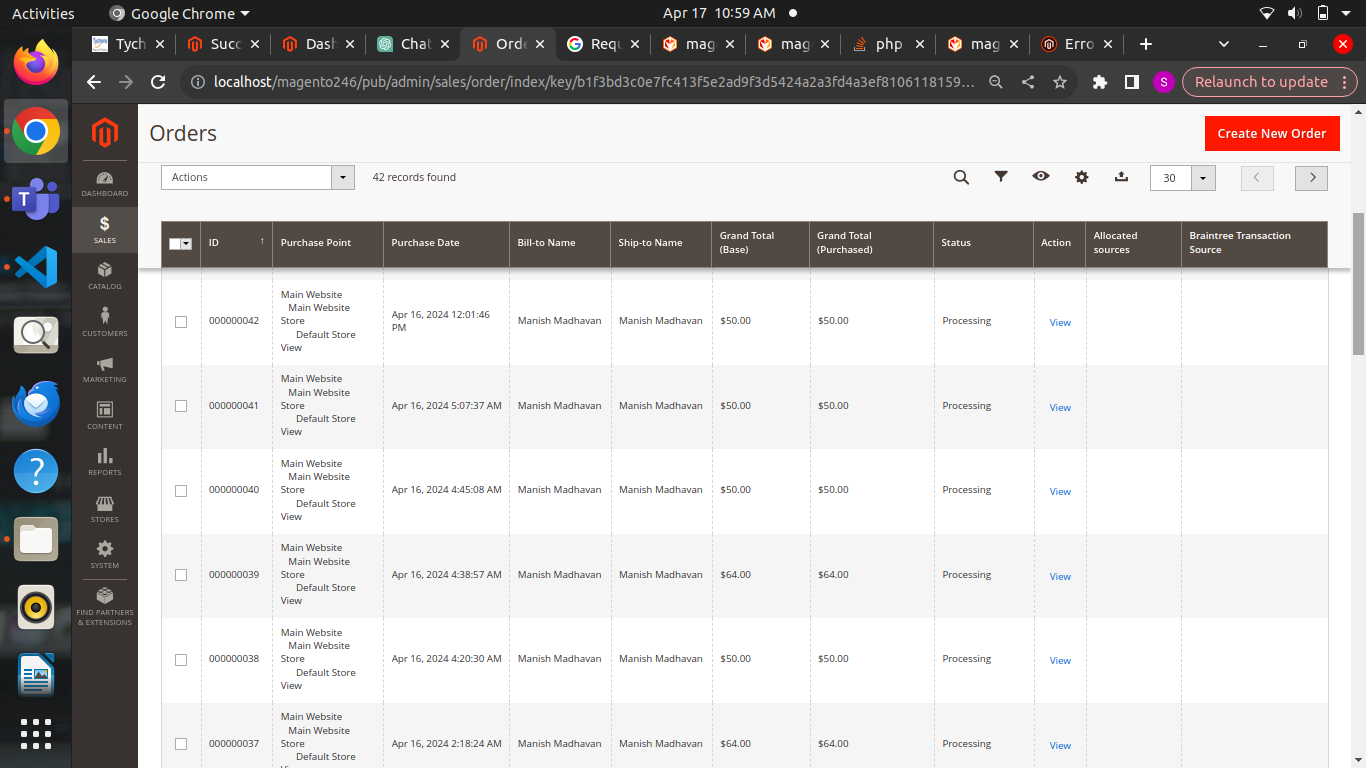 Activities Google Chrome Apr 17 10:59 AM
Tych Succ Dash Chat Orde Requ mage mage php mage Erro
localhost/magento246/pub/admin/sales/order/index/key/b1f3bd3c0e7fc413f5e2ad9f3d5424a2a3fd4a3ef8106118159... S Relaunch to update
Orders Create New Order
Actions 42 records found 30
DASHBOARD
SALES
CATALOG
CUSTOMERS
MARKETING
CONTENT
REPORTS
STORES
SYSTEM
FIND PARTNERS
& EXTENSIONS
ID ↑ Purchase Point Purchase Date Bill-to Name Ship-to Name Grand Total (Base) Grand Total (Purchased) Status Action Allocated sources Braintree Transaction Source
000000042 Main Website
Main Website
Store
Default Store
View
Apr 16, 2024 12:01:46 PM Manish Madhavan Manish Madhavan $50.00 $50.00 Processing View
000000041 Main Website
Main Website
Store
Default Store
View
Apr 16, 2024 5:07:37 AM Manish Madhavan Manish Madhavan $50.00 $50.00 Processing View
000000040 Main Website
Main Website
Store
Default Store
View
Apr 16, 2024 4:45:08 AM Manish Madhavan Manish Madhavan $50.00 $50.00 Processing View
000000039 Main Website
Main Website
Store
Default Store
View
Apr 16, 2024 4:38:57 AM Manish Madhavan Manish Madhavan $64.00 $64.00 Processing View
000000038 Main Website
Main Website
Store
Default Store
View
Apr 16, 2024 4:20:30 AM Manish Madhavan Manish Madhavan $50.00 $50.00 Processing View
000000037 Main Website
Main Website
Store
Default Store
Apr 16, 2024 2:18:24 AM Manish Madhavan Manish Madhavan $64.00 $64.00 Processing View